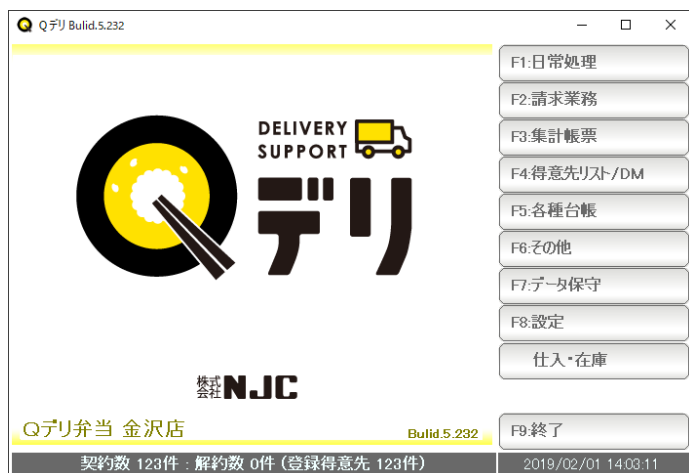 Qデリ Bulid.5.232
DELIVERY
SUPPORT
Qデリ
株式会社NJC
Qデリ弁当 金沢店
Bulid.5.232
契約数 123件 : 解約数 0件 (登録得意先 123件)
F1:日常処理
F2:請求業務
F3:集計帳票
F4:得意先リスト/DM
F5:各種台帳
F6:その他
F7:データ保守
F8:設定
仕入・在庫
F9:終了
2019/02/01 14:03:11